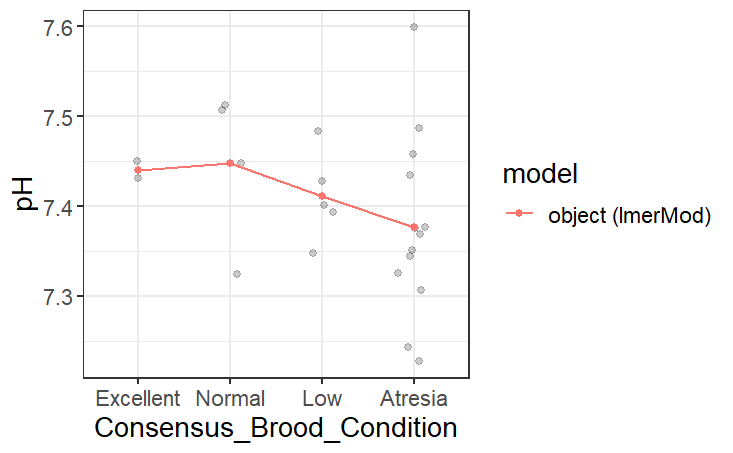 7.6
7.5
7.4
7.3
pH
Excellent Normal Low Atresia
Consensus_Brood_Condition
model
object (lmerMod)